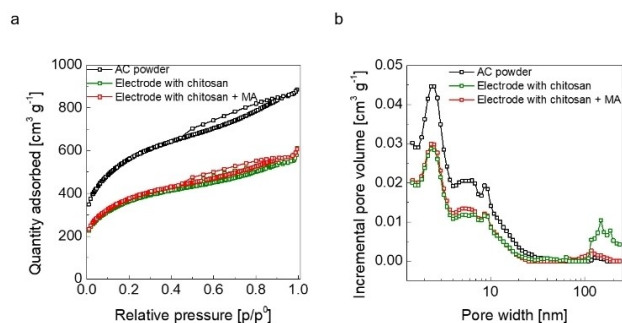 a
b
Quantity adsorbed [cm³ g⁻¹]
1000
800
600
400
200
0
AC powder
Electrode with chitosan
Electrode with chitosan + MA
0.0 0.2 0.4 0.6 0.8 1.0
Relative pressure [p/p⁰]
Incremental pore volume [cm³ g⁻¹]
0.05
0.04
0.03
0.02
0.01
0.00
AC powder
Electrode with chitosan
Electrode with chitosan + MA
10 100
Pore width [nm]